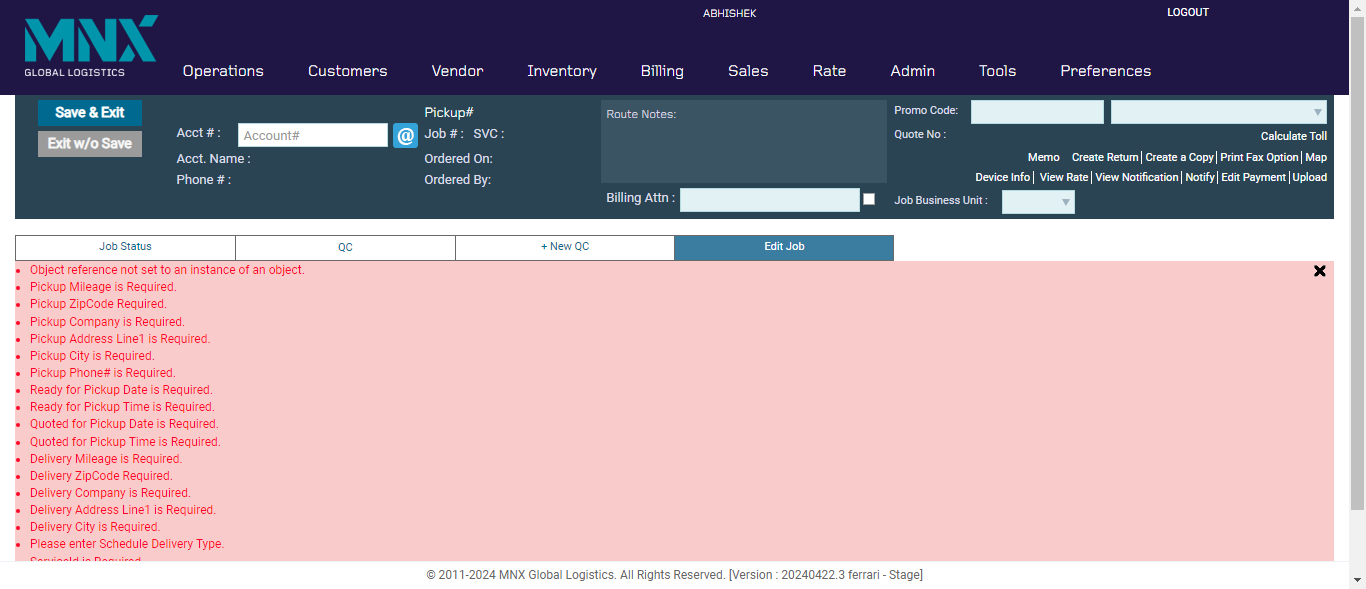 ABHISHEK
LOGOUT
MNX
GLOBAL LOGISTICS
Operations Customers Vendor Inventory Billing Sales Rate Admin Tools Preferences
Save & Exit
Exit w/o Save
Acct # : Account# @
Acct. Name :
Phone # :
Pickup#
Job # : SVC :
Ordered On:
Ordered By:
Route Notes:
Billing Attn :
Promo Code:
Quote No :
Calculate Toll
Memo Create Return| Create a Copy| Print Fax Option| Map
Device Info| View Rate| View Notification| Notify| Edit Payment| Upload
Job Business Unit :
Job Status QC + New QC Edit Job
• Object reference not set to an instance of an object.
• Pickup Mileage is Required.
• Pickup ZipCode Required.
• Pickup Company is Required.
• Pickup Address Line1 is Required.
• Pickup City is Required.
• Pickup Phone# is Required.
• Ready for Pickup Date is Required.
• Ready for Pickup Time is Required.
• Quoted for Pickup Date is Required.
• Quoted for Pickup Time is Required.
• Delivery Mileage is Required.
• Delivery ZipCode Required.
• Delivery Company is Required.
• Delivery Address Line1 is Required.
• Delivery City is Required.
• Please enter Schedule Delivery Type.
ServiceId is Required
© 2011-2024 MNX Global Logistics. All Rights Reserved. [Version : 20240422.3 ferrari - Stage]